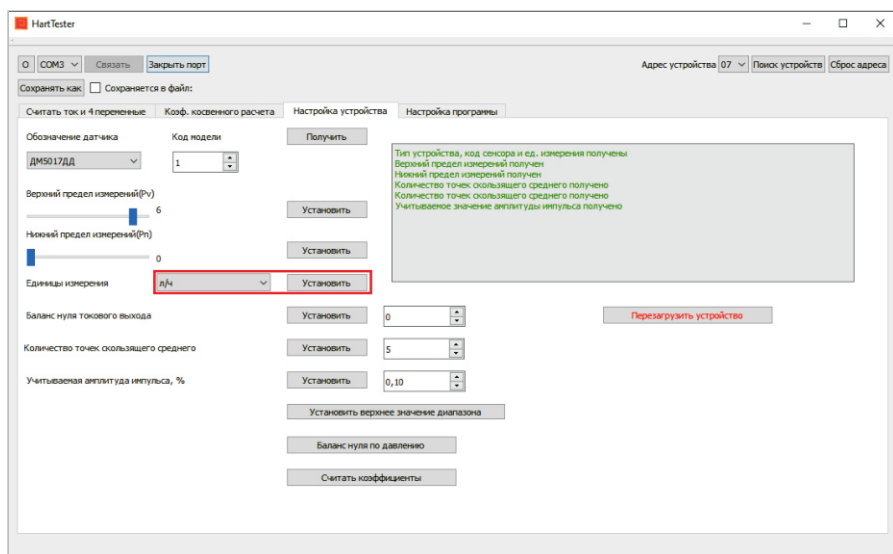 HartTester
О COM3 Связать Закрыть порт Адрес устройства 07 Поиск устройств Сброс адреса
Сохранять как Сохраняется в файл:
Считать ток и 4 переменные Коэф. косвенного расчета Настройка устройства Настройка программы
Обозначение датчика Код модели Получить
ДМ5017ДД 1
Тип устройства, код сенсора и ед. измерения получены
Верхний предел измерений получен
Нижний предел измерений получен
Количество точек скользящего среднего получено
Количество точек скользящего среднего получено
Учитываемое значение амплитуды импульса получено
Верхний предел измерений(Pv)
6 Установить
Нижний предел измерений(Pn)
0 Установить
Единицы измерения л/ч Установить
Баланс нуля токового выхода Установить 0 Перезагрузить устройство
Количество точек скользящего среднего Установить 5
Учитываемая амплитуда импульса, % Установить 0,10
Установить верхнее значение диапазона
Баланс нуля по давлению
Считать коэффициенты